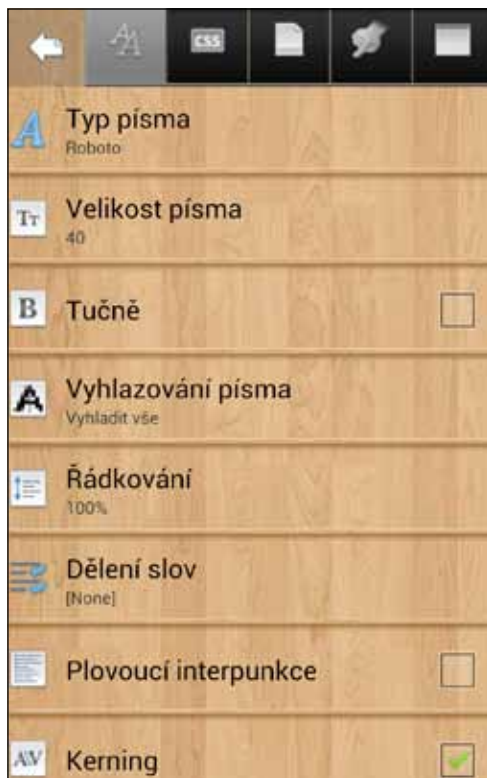 CSS
Typ písma
Roboto
Velikost písma
40
Tučně
Vyhlazování písma
Vyhladit vše
Řádkování
100%
Dělení slov
[None]
Plovoucí interpunkce
Kerning